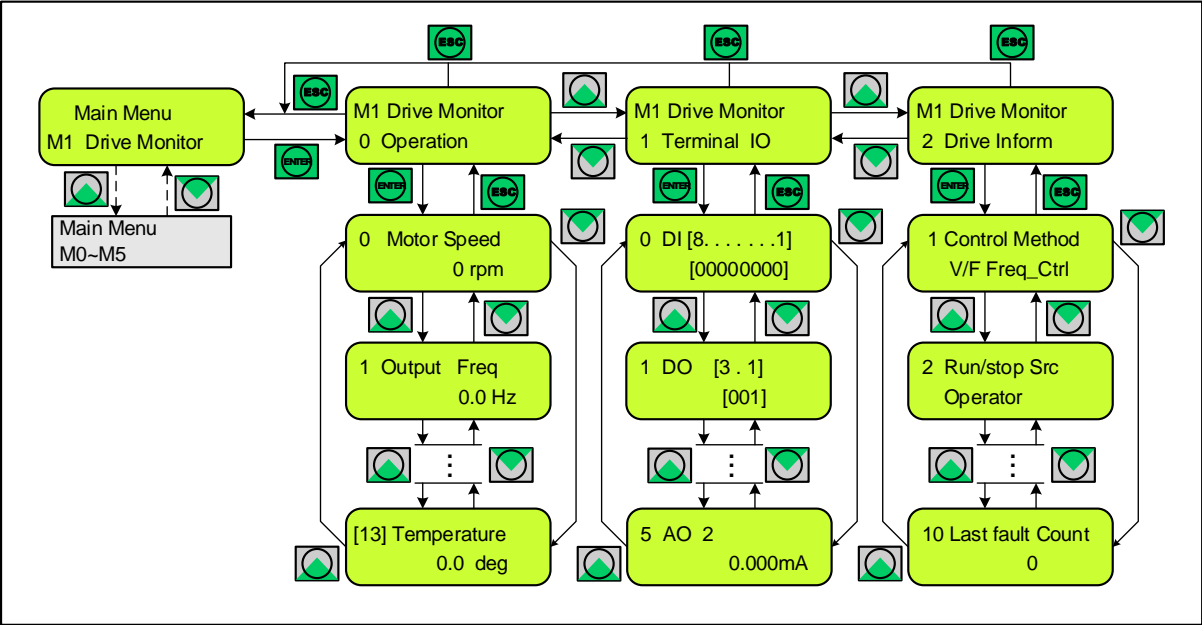 ESC
ESC
ESC
ESC
Main Menu
M1 Drive Monitor
M1 Drive Monitor
0 Operation
M1 Drive Monitor
1 Terminal IO
M1 Drive Monitor
2 Drive Inform
ENTER
Main Menu
M0~M5
ENTER
ESC
ENTER
ESC
ENTER
ESC
0 Motor Speed
0 rpm
0 DI [8.......1]
[00000000]
1 Control Method
V/F Freq_Ctrl
1 Output Freq
0.0 Hz
1 DO [3 . 1]
[001]
2 Run/stop Src
Operator
⋮
⋮
⋮
[13] Temperature
0.0 deg
5 AO 2
0.000mA
10 Last fault Count
0